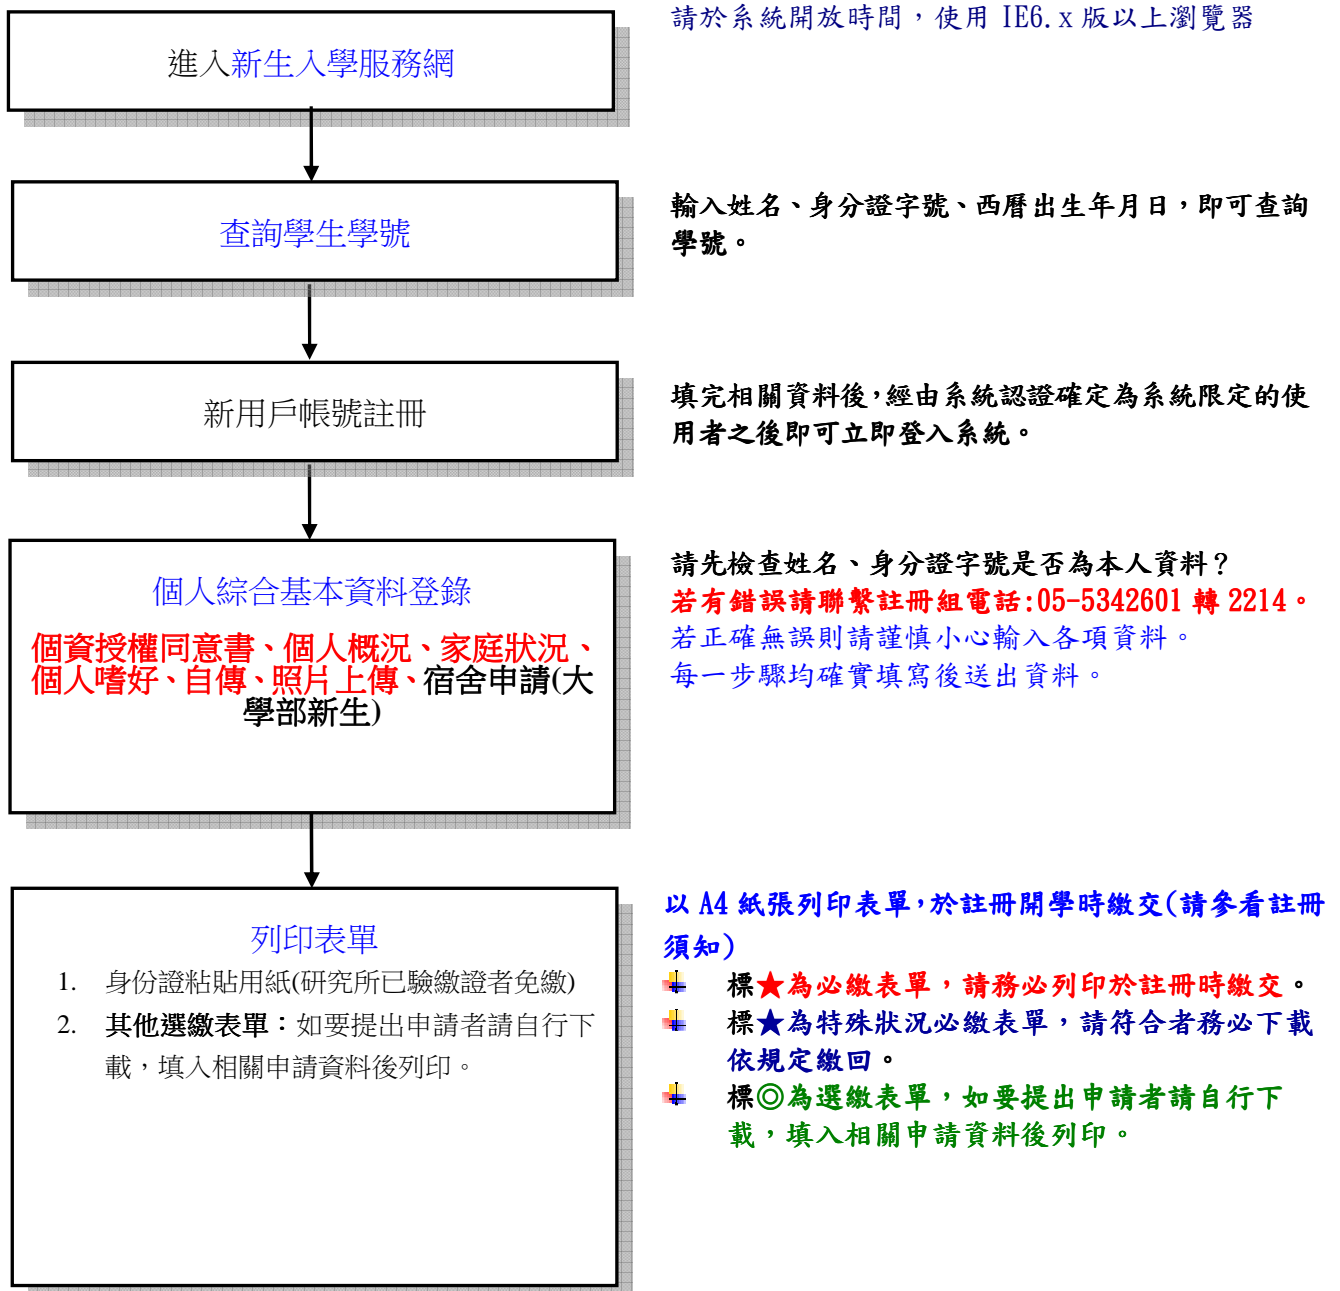 請於系統開放時間，使用 IE6.x 版以上瀏覽器
進入新生入學服務網
查詢學生學號
輸入姓名、身分證字號、西曆出生年月日，即可查詢
學號。
新用戶帳號註冊
填完相關資料後，經由系統認證確定為系統限定的使
用者之後即可立即登入系統。
個人綜合基本資料登錄
個資授權同意書、個人概況、家庭狀況、
個人嗜好、自傳、照片上傳、宿舍申請(大
學部新生)
請先檢查姓名、身分證字號是否為本人資料？
若有錯誤請聯繫註冊組電話:05-5342601 轉 2214。
若正確無誤則請謹慎小心輸入各項資料。
每一步驟均確實填寫後送出資料。
列印表單
1. 身份證粘貼用紙(研究所已驗繳證者免繳)
2. 其他選繳表單：如要提出申請者請自行下
載，填入相關申請資料後列印。
以 A4 紙張列印表單，於註冊開學時繳交(請參看註冊
須知)
標★為必繳表單，請務必列印於註冊時繳交。
標★為特殊狀況必繳表單，請符合者務必下載
依規定繳回。
標◎為選繳表單，如要提出申請者請自行下
載，填入相關申請資料後列印。